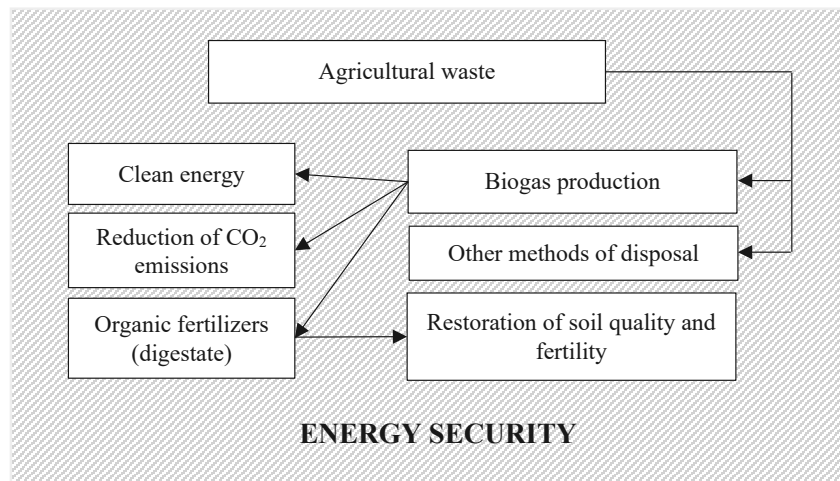 Agricultural waste
Clean energy
Biogas production
Reduction of CO₂
emissions
Other methods of disposal
Organic fertilizers
(digestate)
Restoration of soil quality and
fertility
ENERGY SECURITY